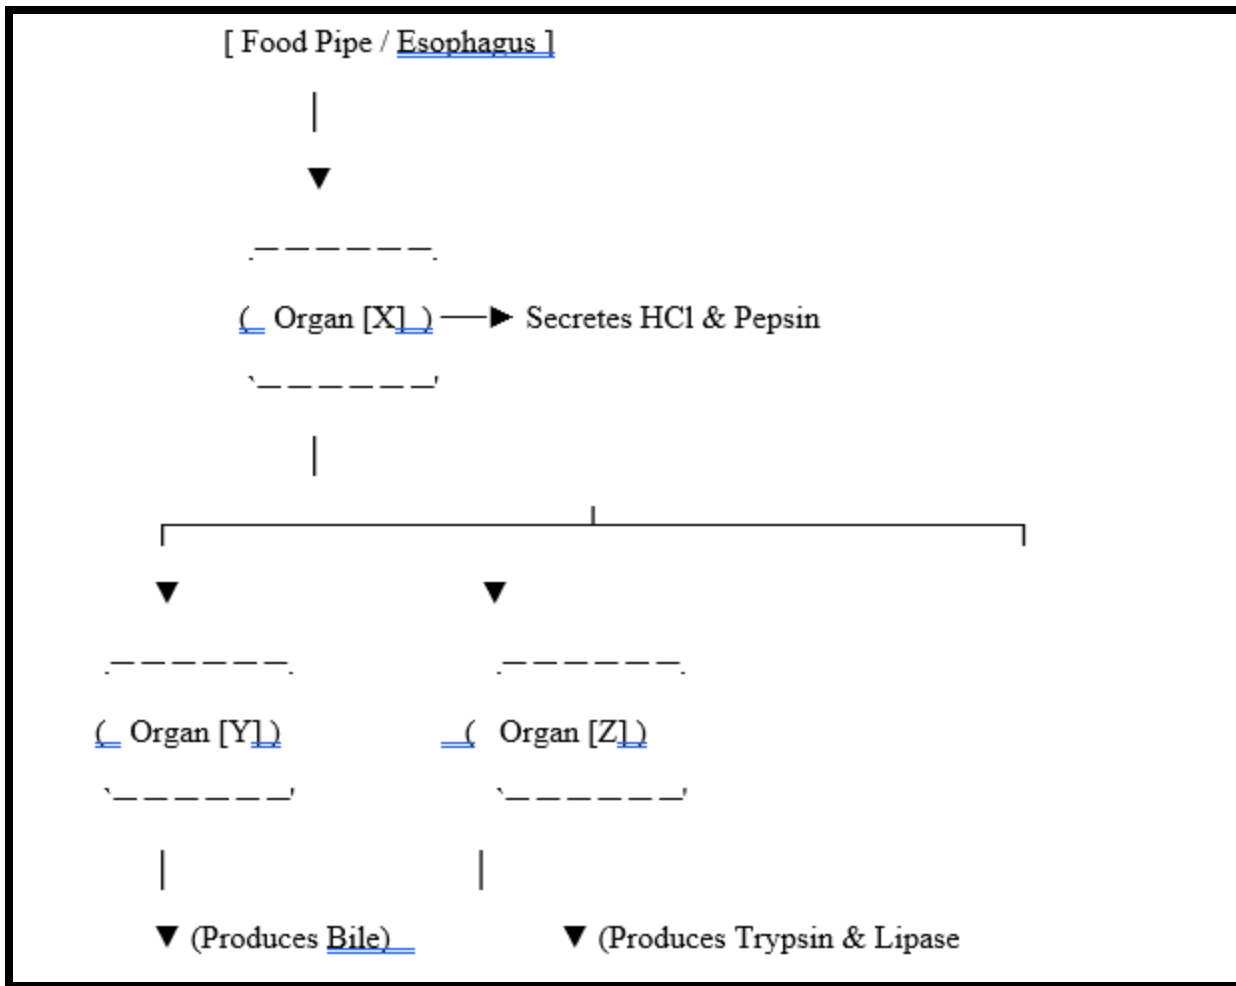 [ Food Pipe / Esophagus ]
|
▼
.— — — — — —.
( Organ [X] ) ──► Secretes HCl & Pepsin
`— — — — — —'
|
▼ ▼
.— — — — — —. .— — — — — —.
( Organ [Y] ) ( Organ [Z] )
`— — — — — —' `— — — — — —'
| |
▼ (Produces Bile) ▼ (Produces Trypsin & Lipase